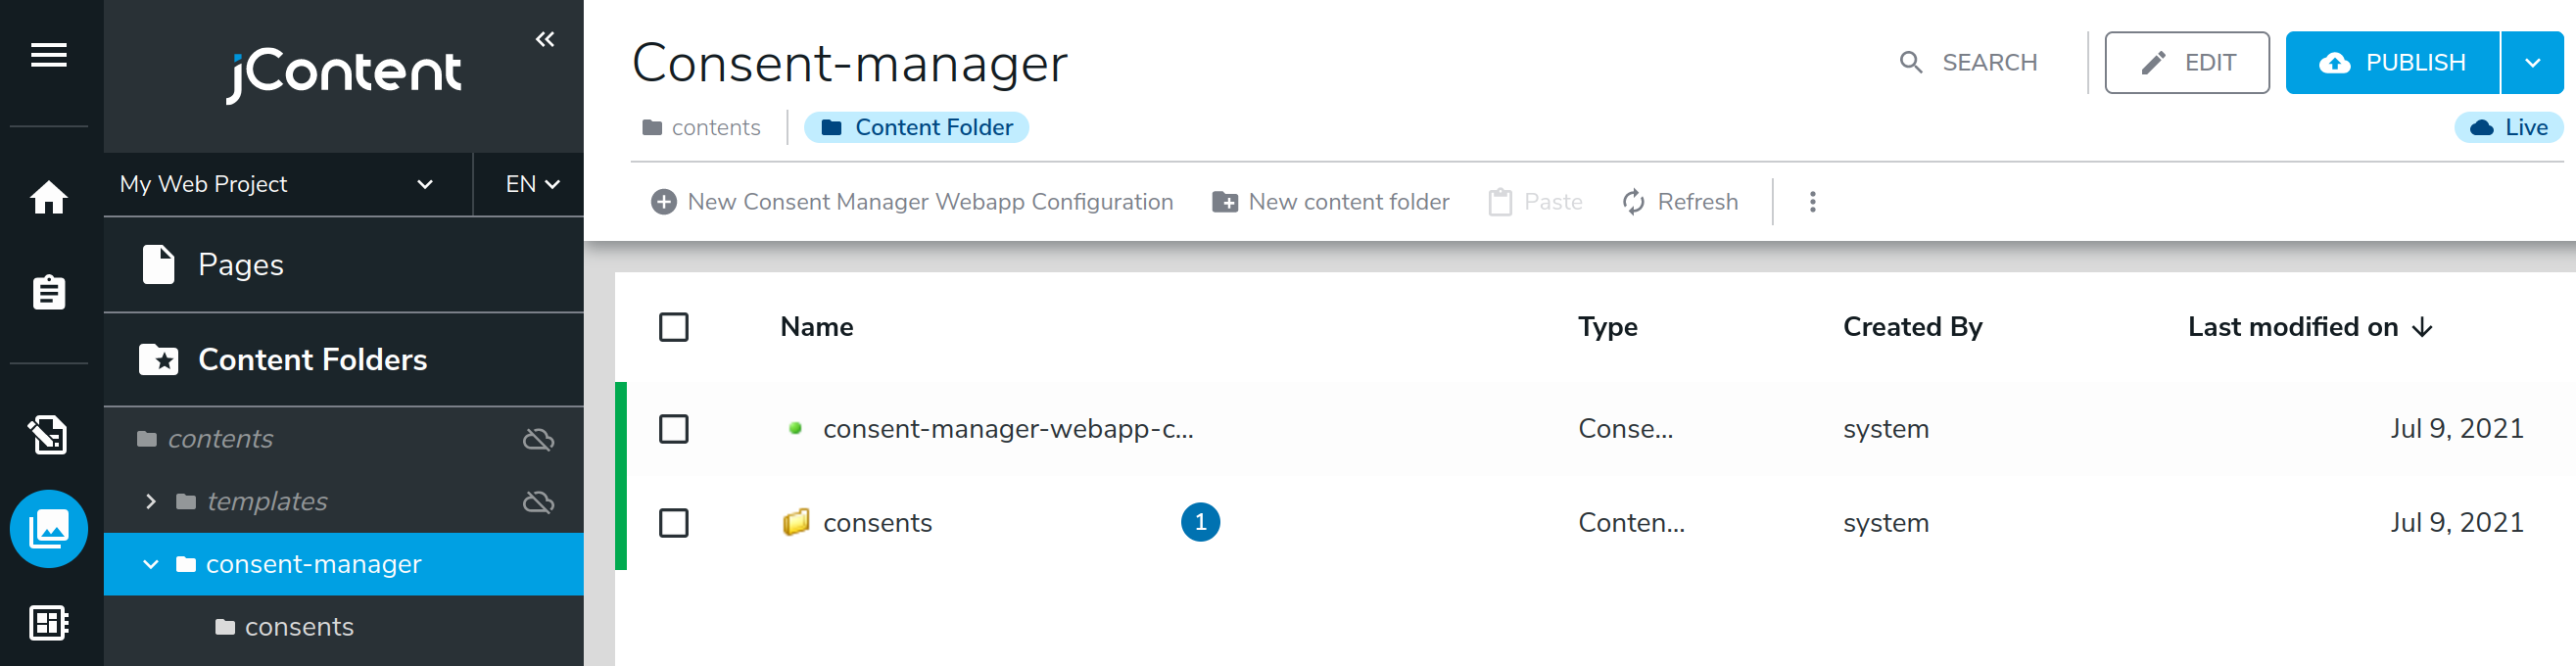 jContent
My Web Project
EN
Pages
Content Folders
contents
templates
consent-manager
consents
Consent-manager
SEARCH
EDIT
PUBLISH
contents
Content Folder
Live
New Consent Manager Webapp Configuration
New content folder
Paste
Refresh
Name Type Created By Last modified on
consent-manager-webapp-c... Conse... system Jul 9, 2021
consents 1 Conten... system Jul 9, 2021